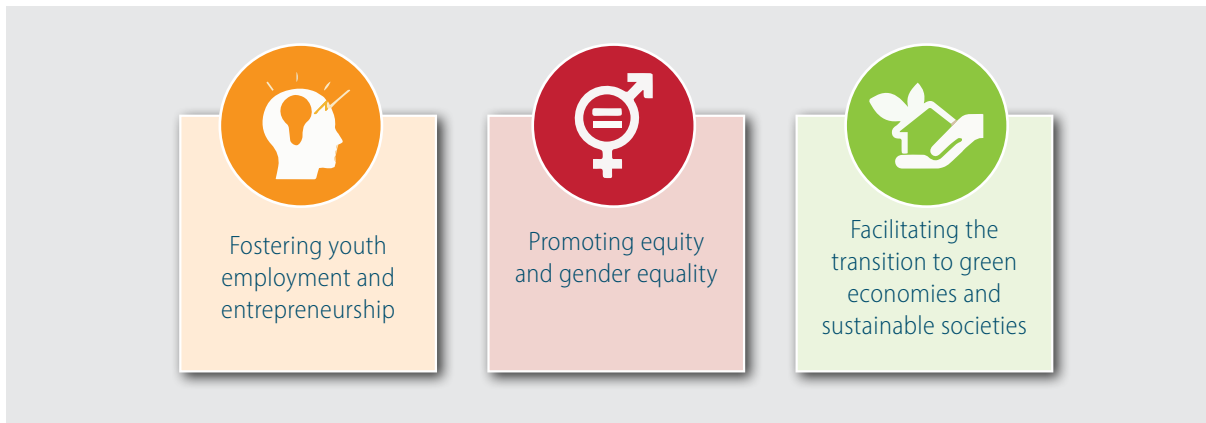 Fostering youth
employment and
entrepreneurship
Promoting equity
and gender equality
Facilitating the
transition to green
economies and
sustainable societies